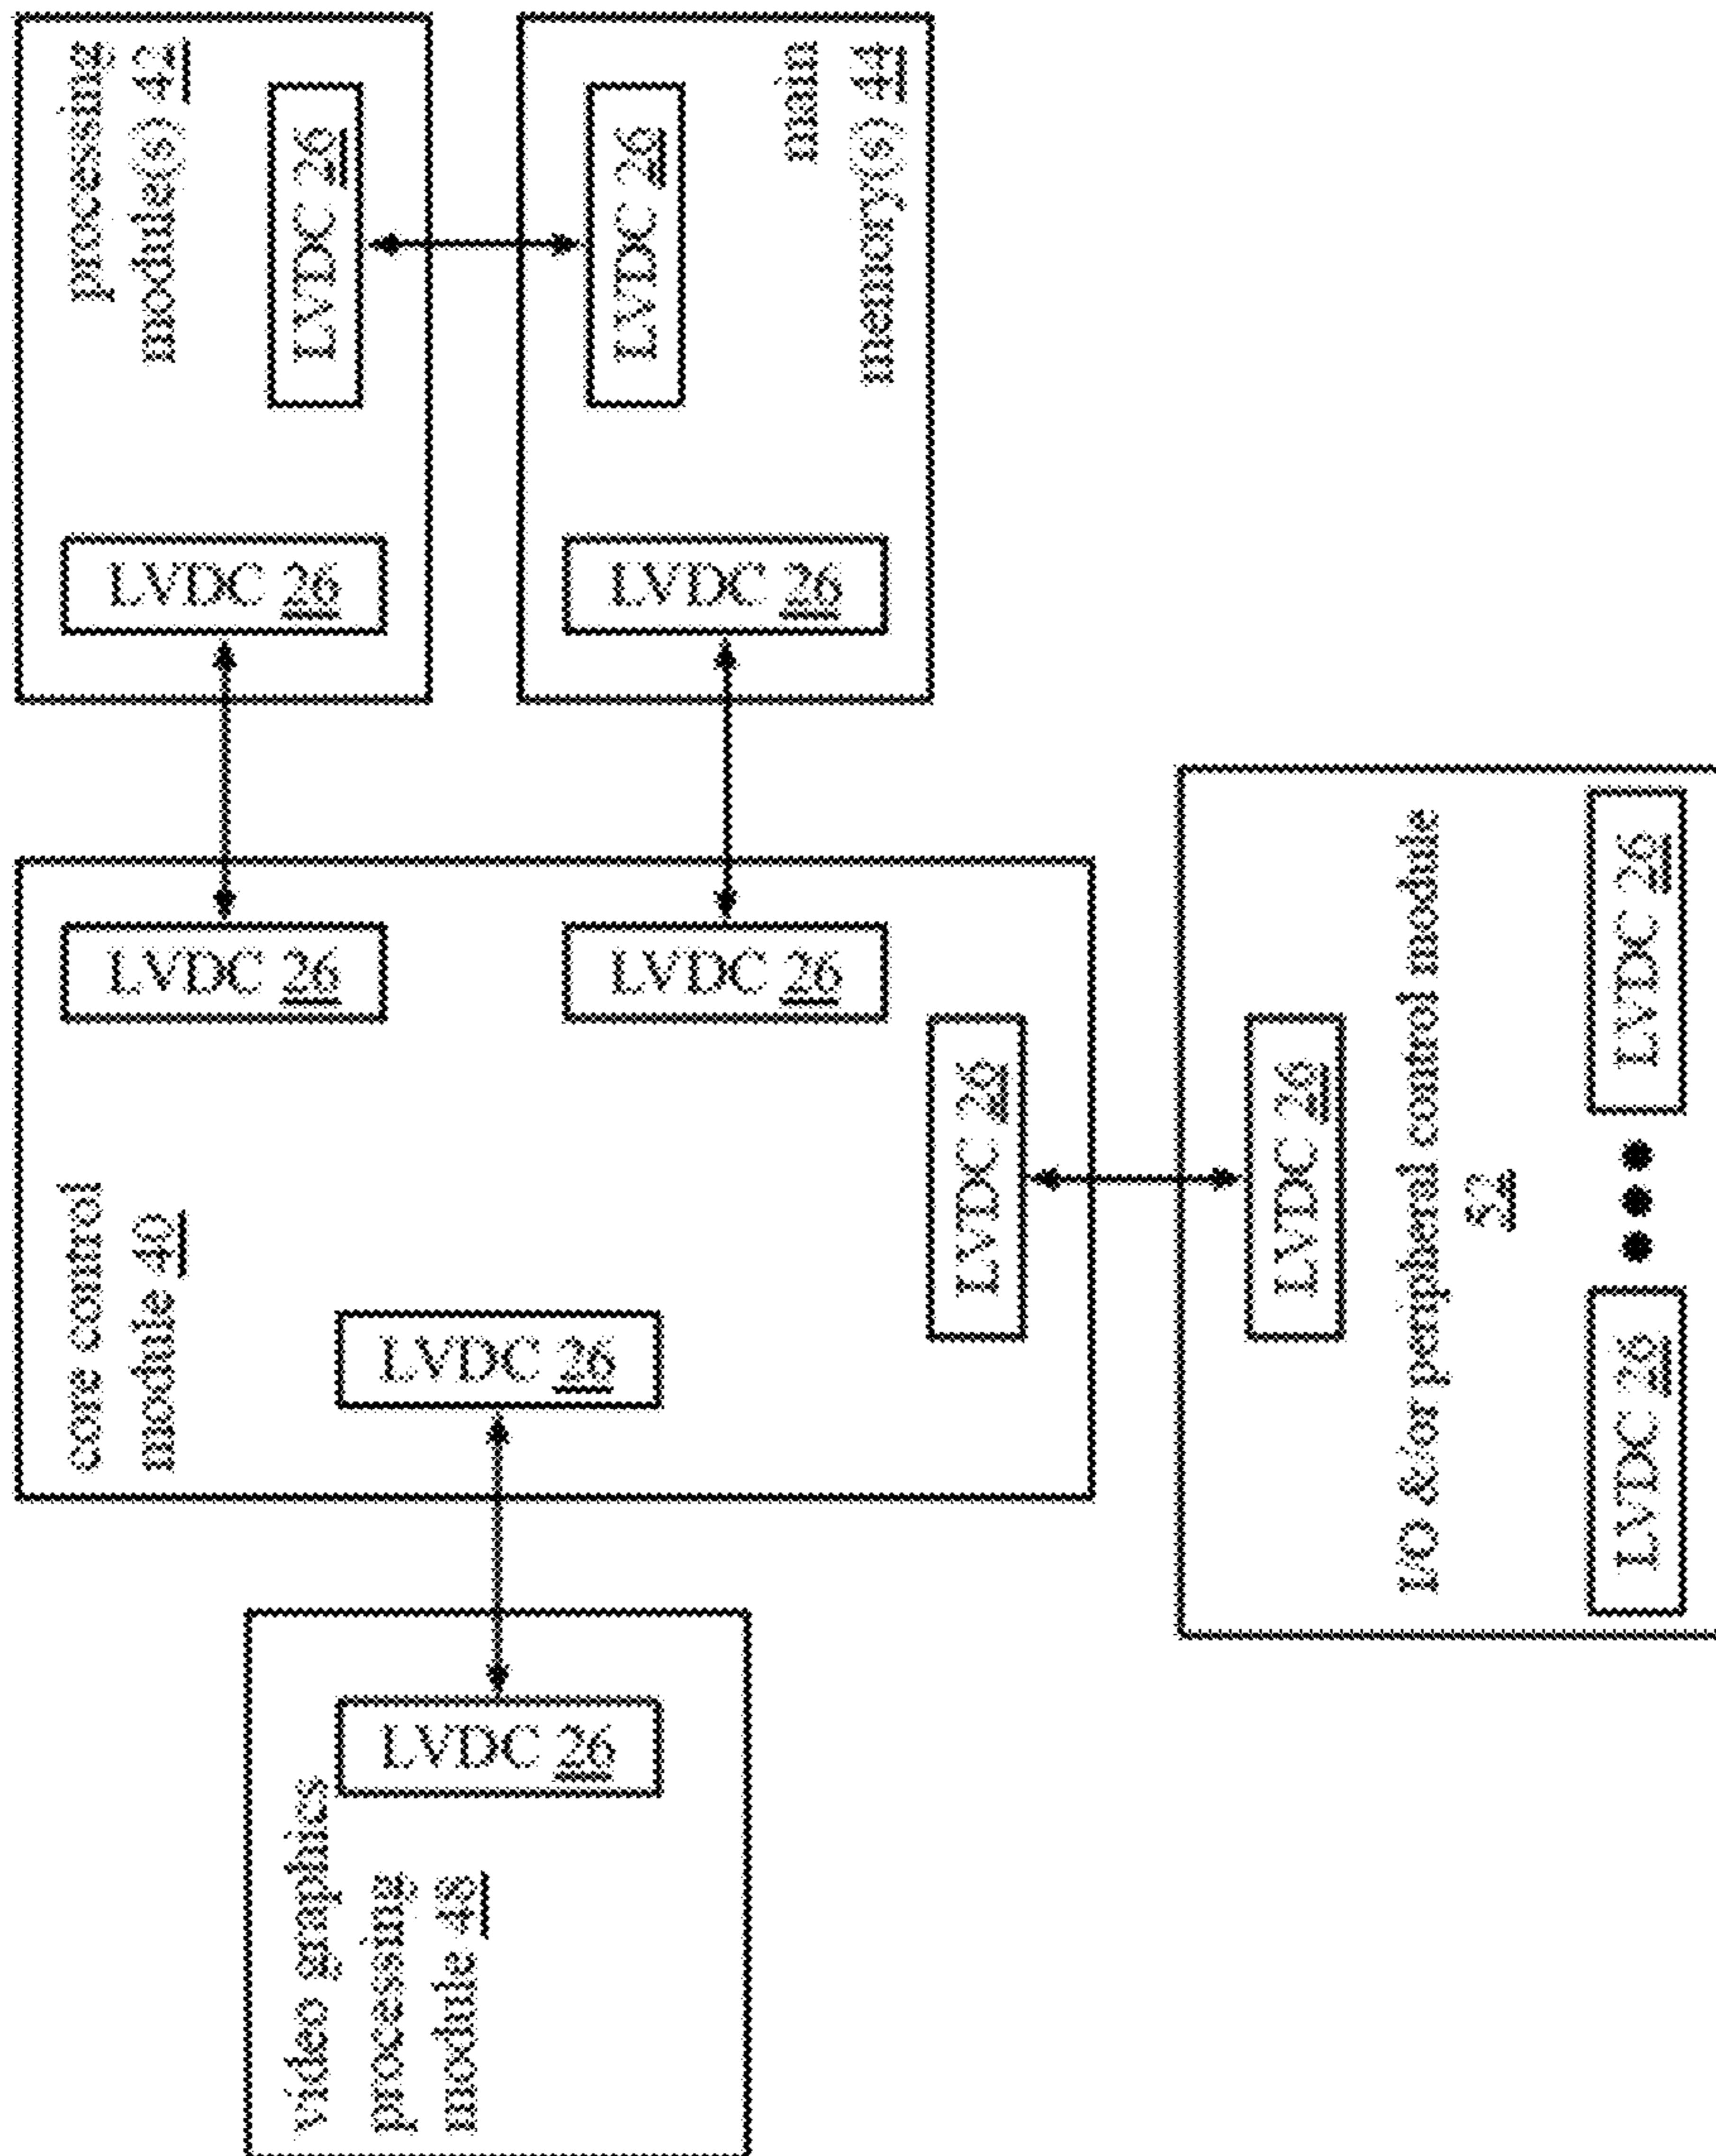 processing
module(s) 42
LVDC 26
LVDC 26
main
memory(s) 44
LVDC 26
LVDC 26
core control
module 40
LVDC 26
LVDC 26
LVDC 26
LVDC 26
video graphics
processing
module 48
LVDC 26
LVDC 26
I/O &/or peripheral control module
52
LVDC 26
LVDC 26